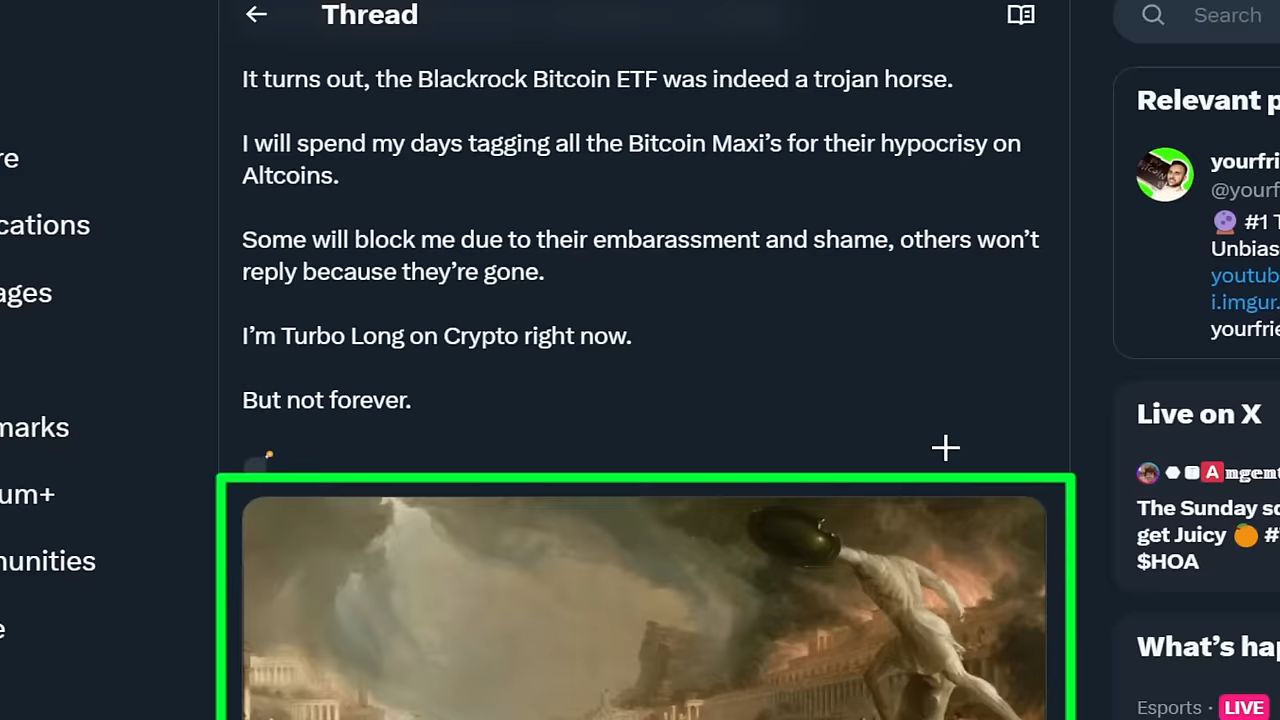 Thread
Search
It turns out, the Blackrock Bitcoin ETF was indeed a trojan horse.
I will spend my days tagging all the Bitcoin Maxi’s for their hypocrisy on
Altcoins.
Some will block me due to their embarassment and shame, others won’t
reply because they’re gone.
I’m Turbo Long on Crypto right now.
But not forever.
re
cations
ages
marks
um+
nunities
e
Relevant p
yourfri
@yourf
🔮 #1 T
Unbias
youtub
i.imgur.
yourfrie
Live on X
The Sunday sc
get Juicy 🍊 #
$HOA
What’s ha
Esports · LIVE